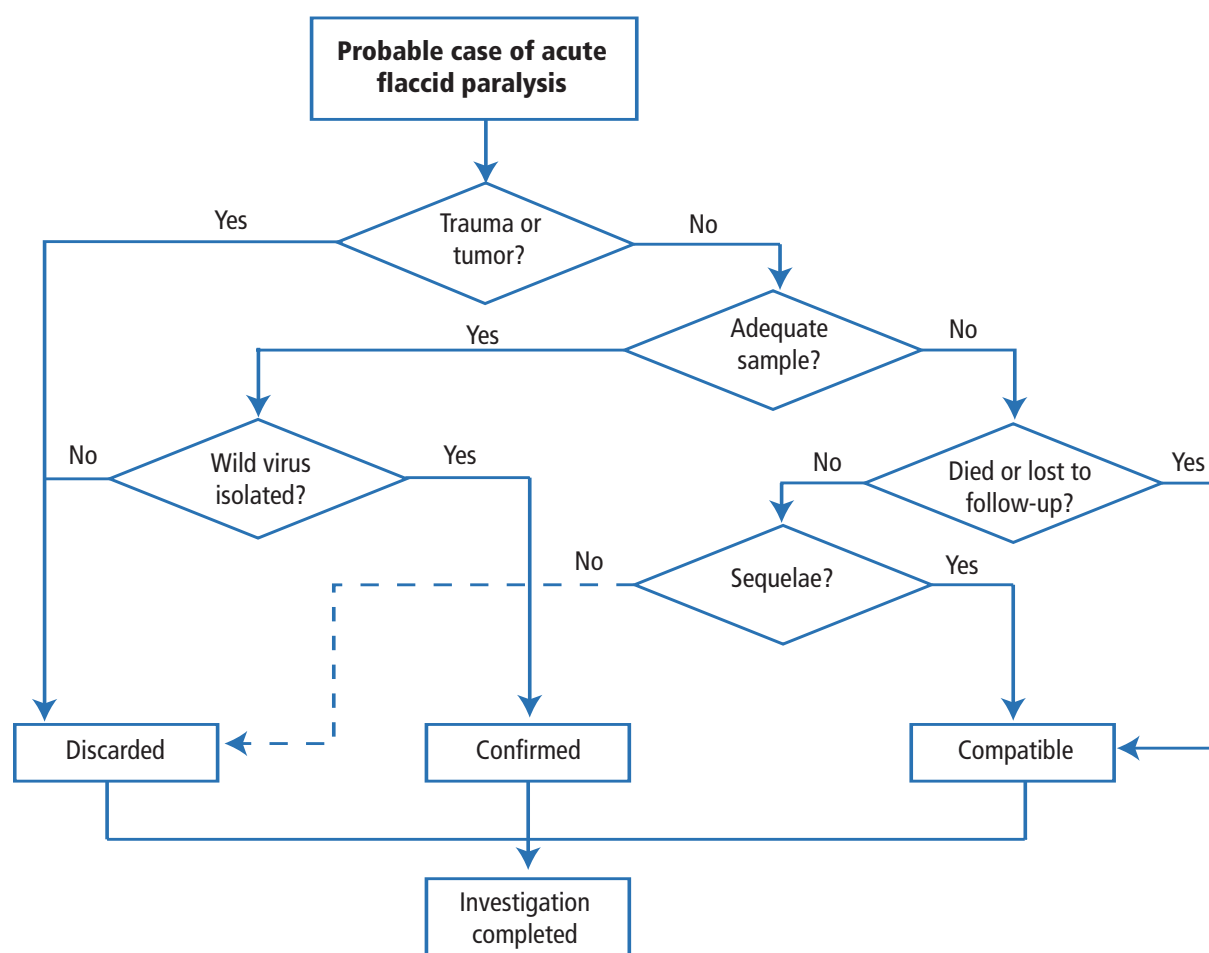 Probable case of acute
flaccid paralysis
Yes
Trauma or
tumor?
No
Yes
Adequate
sample?
No
No
Wild virus
isolated?
Yes
No
Died or lost to
follow-up?
Yes
No
Sequelae?
Yes
Discarded
Confirmed
Compatible
Investigation
completed